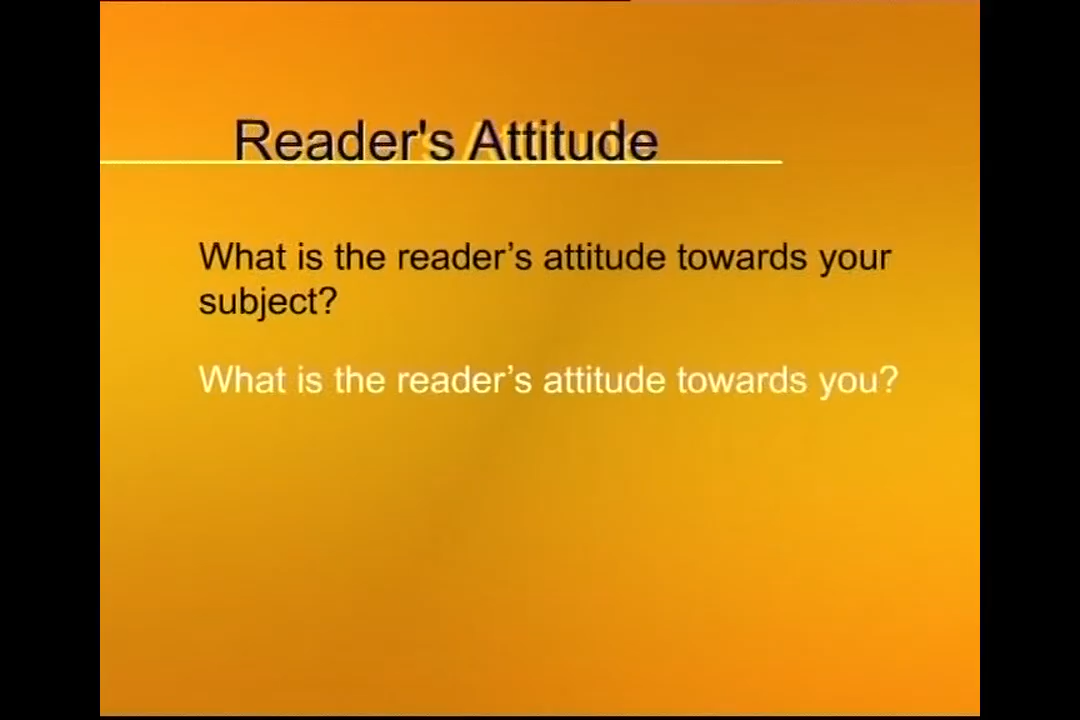 Reader's Attitude
What is the reader’s attitude towards your
subject?
What is the reader’s attitude towards you?